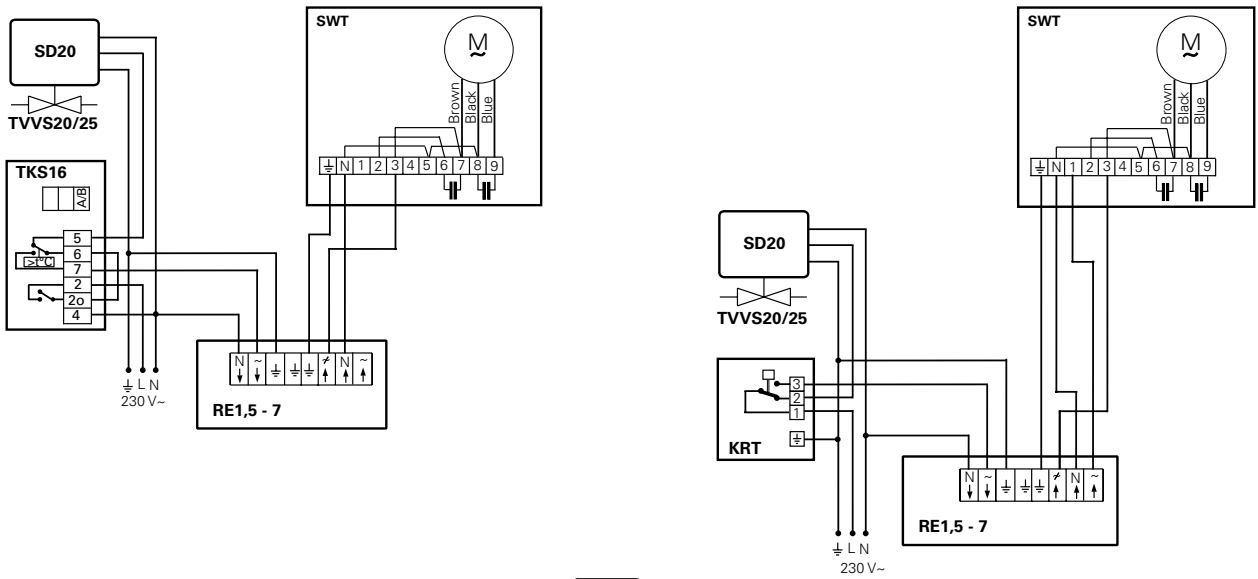 SD20
TVVS20/25
TKS16
A/B
5
6
>t°C
7
2
2o
4
⏚ L N
230 V~
SWT
M
~
Brown
Black
Blue
⏚ N 1 2 3 4 5 6 7 8 9
N ~ ⏚ ⏚ ⏚ ≁ N ~
RE1,5 - 7
SWT
M
~
Brown
Black
Blue
⏚ N 1 2 3 4 5 6 7 8 9
SD20
TVVS20/25
3
2
1
⏚
KRT
⏚ L N
230 V~
N ~ ⏚ ⏚ ⏚ ≁ N ~
RE1,5 - 7